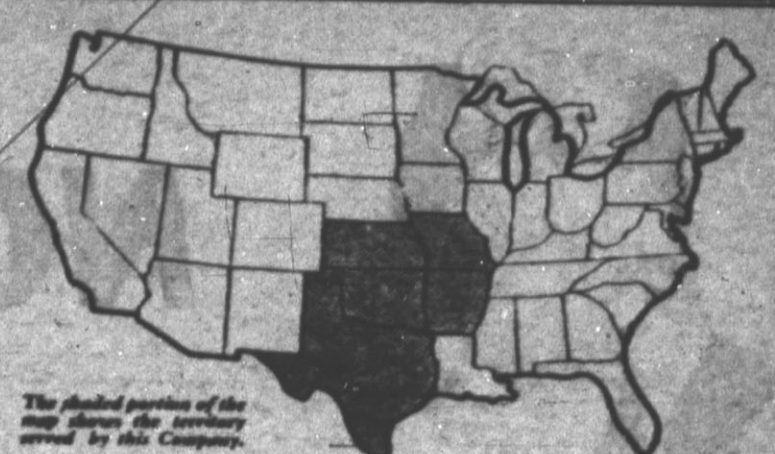 The shaded portion of the
map shows the territory
served by this Company.